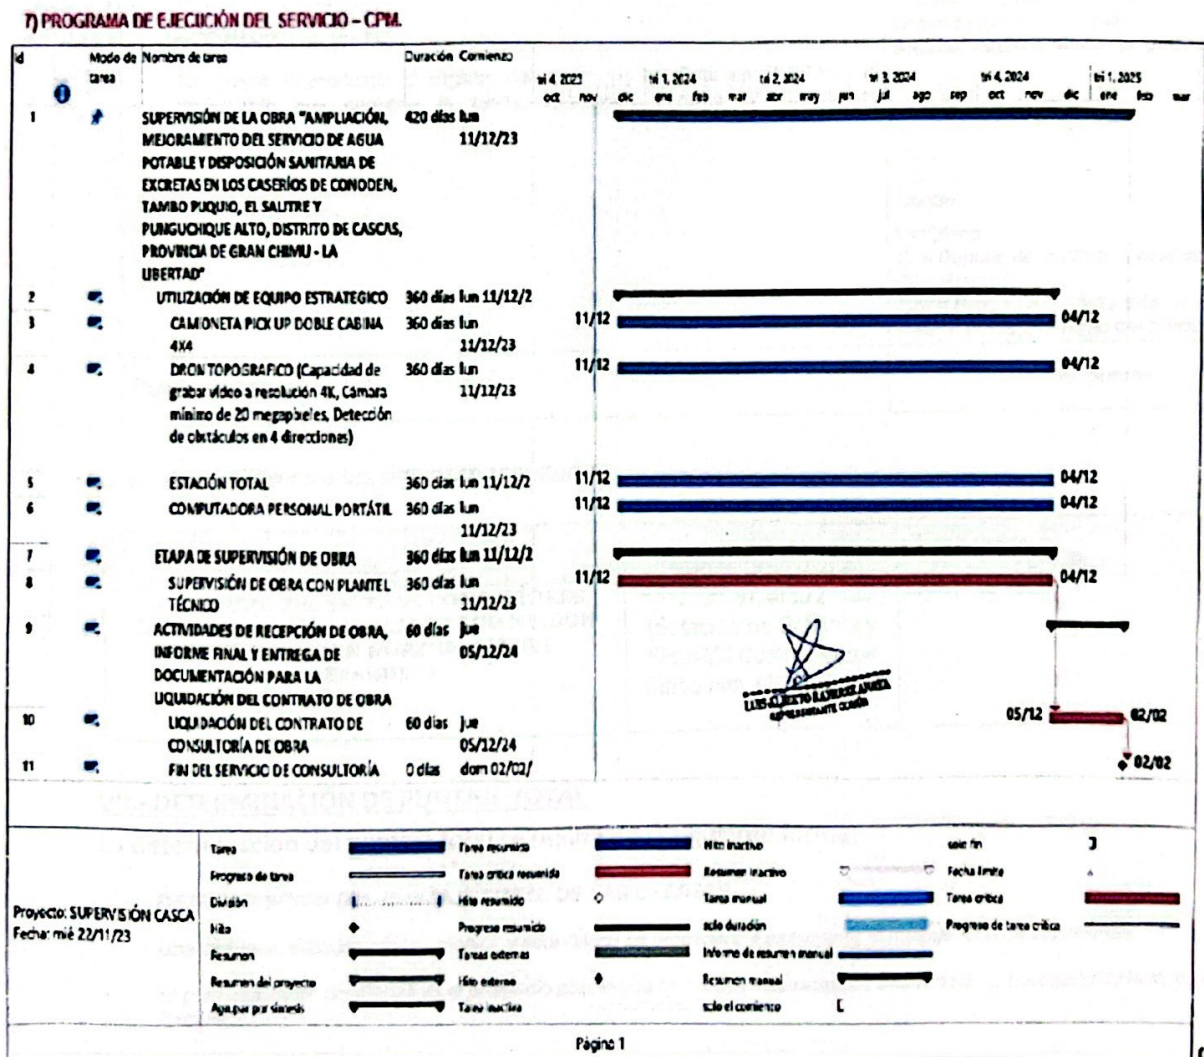 7) PROGRAMA DE EJECUCIÓN DEL SERVICIO – CPM.
Id Modo de tarea Nombre de tarea Duración Comienzo
tri 4, 2023 tri 1, 2024 tri 2, 2024 tri 3, 2024 tri 4, 2024 tri 1, 2025
oct nov dic ene feb mar abr may jun jul ago sep oct nov dic ene feb mar
1 SUPERVISIÓN DE LA OBRA "AMPLIACIÓN, 420 días lun
MEJORAMIENTO DEL SERVICIO DE AGUA 11/12/23
POTABLE Y DISPOSICIÓN SANITARIA DE
EXCRETAS EN LOS CASERÍOS DE CONODEN,
TAMBO PUQUIO, EL SALITRE Y
PUNGUCHIQUE ALTO, DISTRITO DE CASCAS,
PROVINCIA DE GRAN CHIMU - LA
LIBERTAD"
2 UTILIZACIÓN DE EQUIPO ESTRATEGICO 360 días lun 11/12/2
3 CAMIONETA PICK UP DOBLE CABINA 360 días lun 11/12 04/12
4X4 11/12/23
4 DRON TOPOGRAFICO (Capacidad de 360 días lun 11/12 04/12
grabar vídeo a resolución 4K, Cámara 11/12/23
mínimo de 20 megapíxeles, Detección
de obstáculos en 4 direcciones)
5 ESTACIÓN TOTAL 360 días lun 11/12/2 11/12 04/12
6 COMPUTADORA PERSONAL PORTÁTIL 360 días lun 11/12 04/12
11/12/23
7 ETAPA DE SUPERVISIÓN DE OBRA 360 días lun 11/12/2
8 SUPERVISIÓN DE OBRA CON PLANTEL 360 días lun 11/12 04/12
TÉCNICO 11/12/23
9 ACTIVIDADES DE RECEPCIÓN DE OBRA, 60 días jue
INFORME FINAL Y ENTREGA DE 05/12/24
DOCUMENTACIÓN PARA LA
LIQUIDACIÓN DEL CONTRATO DE OBRA
LUIS ALBERTO RAMIREZ
REPRESENTANTE COMÚN
10 LIQUIDACIÓN DEL CONTRATO DE 60 días jue 05/12 02/02
CONSULTORÍA DE OBRA 05/12/24
11 FIN DEL SERVICIO DE CONSULTORÍA 0 días dom 02/02/ 02/02
Proyecto: SUPERVISIÓN CASCA
Fecha: mié 22/11/23
Tarea Tarea resumida Hito inactivo solo fin
Progreso de tarea Tarea crítica resumida Resumen inactivo Fecha límite
División Hito resumido Tarea manual Tarea crítica
Hito Progreso resumido solo duración Progreso de tarea crítica
Resumen Tareas externas Informe de resumen manual
Resumen del proyecto Hito externo Resumen manual
Agrupar por síntesis Tarea inactiva solo el comienzo
Página 1